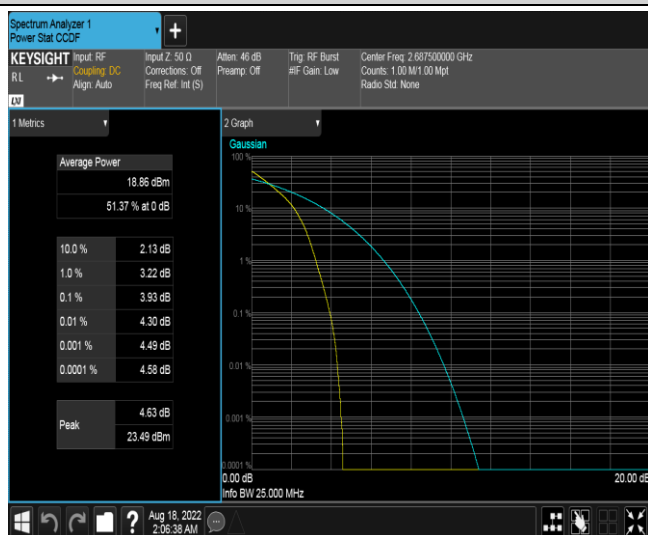 Spectrum Analyzer 1
Power Stat CCDF
KEYSIGHT
RL
LXI
Input: RF
Coupling: DC
Align: Auto
Input Z: 50 Ω
Corrections: Off
Freq Ref: Int (S)
Atten: 46 dB
Preamp: Off
Trig: RF Burst
#IF Gain: Low
Center Freq: 2.687500000 GHz
Counts: 1.00 M/1.00 Mpt
Radio Std: None
1 Metrics
Average Power
18.86 dBm
51.37 % at 0 dB
10.0 % 2.13 dB
1.0 % 3.22 dB
0.1 % 3.93 dB
0.01 % 4.30 dB
0.001 % 4.49 dB
0.0001 % 4.58 dB
Peak
4.63 dB
23.49 dBm
2 Graph
Gaussian
100 %
10 %
1 %
0.1 %
0.01 %
0.001 %
0.0001 %
0.00 dB 20.00 dB
Info BW 25.000 MHz
?
Aug 18, 2022
2:06:38 AM